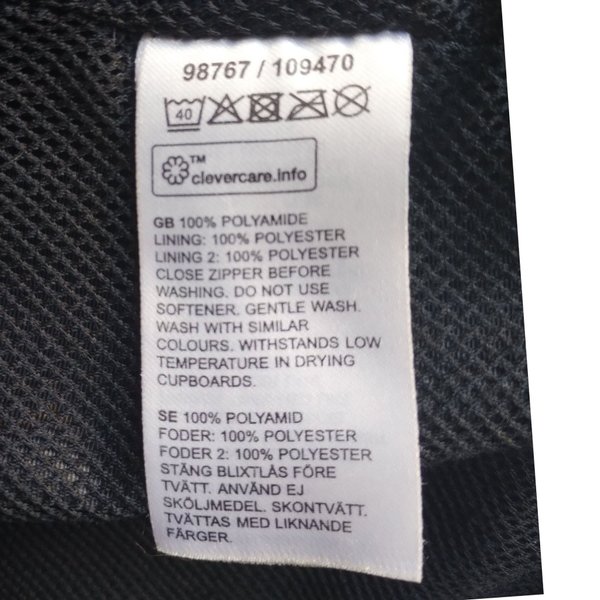 98767 / 109470
40
TM
clevercare.info
GB 100% POLYAMIDE
LINING: 100% POLYESTER
LINING 2: 100% POLYESTER
CLOSE ZIPPER BEFORE
WASHING. DO NOT USE
SOFTENER. GENTLE WASH.
WASH WITH SIMILAR
COLOURS. WITHSTANDS LOW
TEMPERATURE IN DRYING
CUPBOARDS.
SE 100% POLYAMID
FODER: 100% POLYESTER
FODER 2: 100% POLYESTER
STÄNG BLIXTLÅS FÖRE
TVÄTT. ANVÄND EJ
SKÖLJMEDEL. SKONTVÄTT.
TVÄTTAS MED LIKNANDE
FÄRGER.